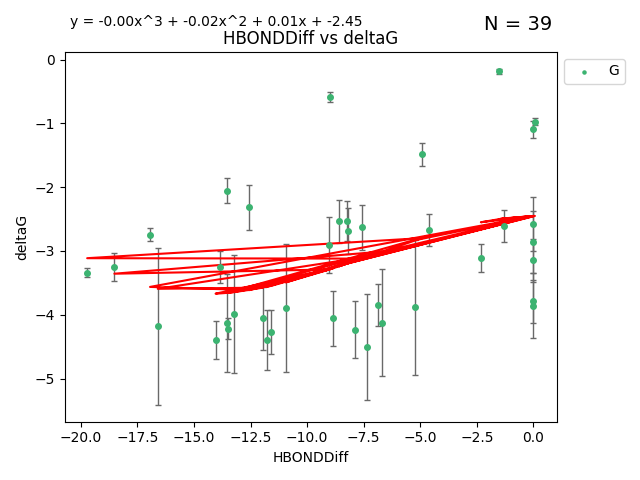 y = -0.00x^3 + -0.02x^2 + 0.01x + -2.45
N = 39
HBONDDiff vs deltaG
G
deltaG
0
−1
−2
−3
−4
−5
−20.0 −17.5 −15.0 −12.5 −10.0 −7.5 −5.0 −2.5 0.0
HBONDDiff